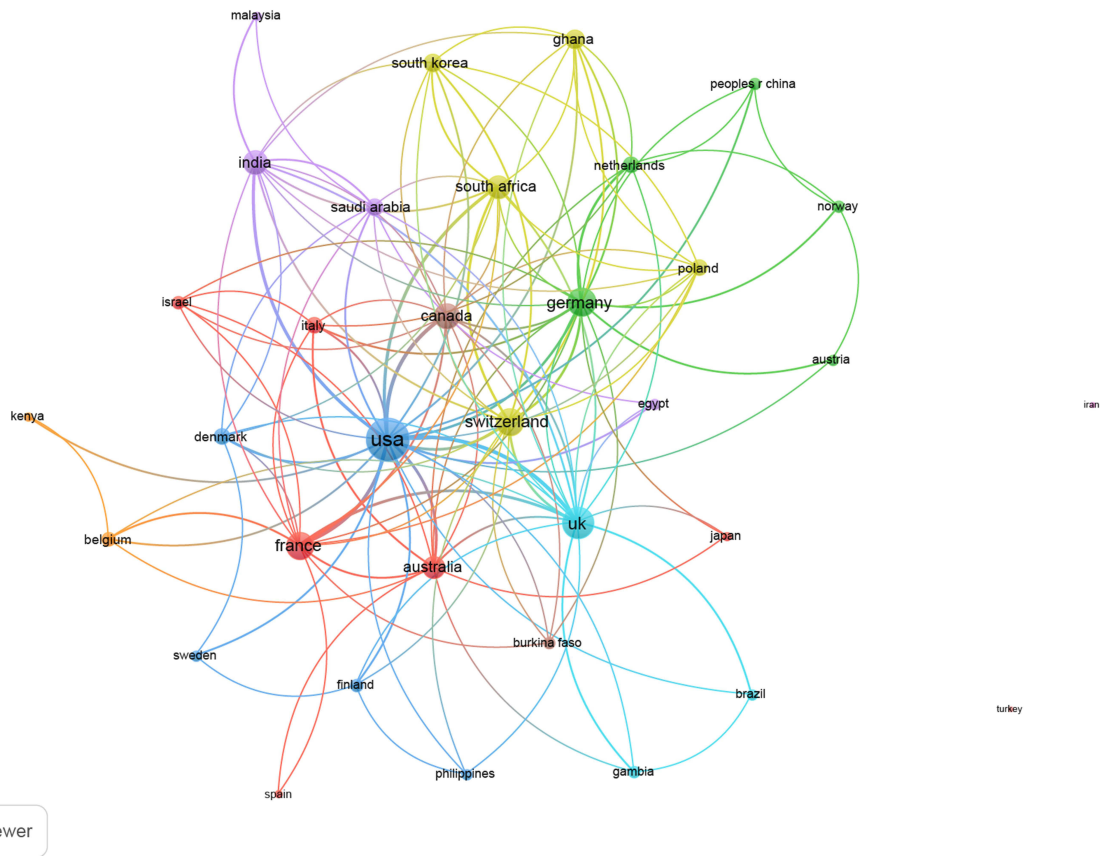 malaysia
ghana
south korea
peoples r china
india
netherlands
south africa
saudi arabia
norway
poland
israel
germany
canada
italy
austria
egypt
iran
kenya
switzerland
denmark
usa
uk
japan
belgium
france
australia
burkina faso
sweden
finland
brazil
turkey
philippines
gambia
spain
ewer